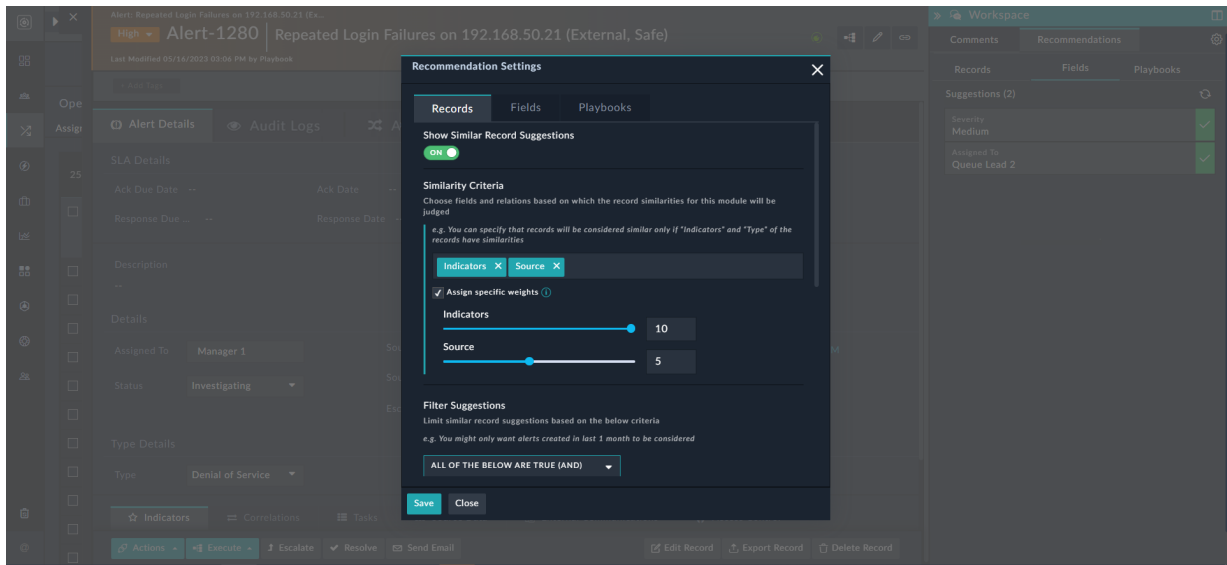 Alert: Repeated Login Failures on 192.168.50.21 (Ex...
High
Alert-1280
Repeated Login Failures on 192.168.50.21 (External, Safe)
Last Modified 05/16/2023 03:06 PM by Playbook
+ Add Tags
Ope
Assign
25
Alert Details
Audit Logs
A
SLA Details
Ack Due Date --
Ack Date --
Response Due ... --
Response Date --
Description
--
Details
Assigned To
Manager 1
Status
Investigating
Esc
Type Details
Type
Denial of Service
Indicators
Correlations
Tasks
Actions
Execute
Escalate
Resolve
Send Email
Edit Record
Export Record
Delete Record
Recommendation Settings
Records
Fields
Playbooks
Show Similar Record Suggestions
ON
Similarity Criteria
Choose fields and relations based on which the record similarities for this module will be
judged
e.g. You can specify that records will be considered similar only if "Indicators" and "Type" of the
records have similarities
Indicators X Source X
Assign specific weights
Indicators
10
Source
5
Filter Suggestions
Limit similar record suggestions based on the below criteria
e.g. You might only want alerts created in last 1 month to be considered
ALL OF THE BELOW ARE TRUE (AND)
Save
Close
Workspace
Comments
Recommendations
Records
Fields
Playbooks
Suggestions (2)
Severity
Medium
Assigned To
Queue Lead 2